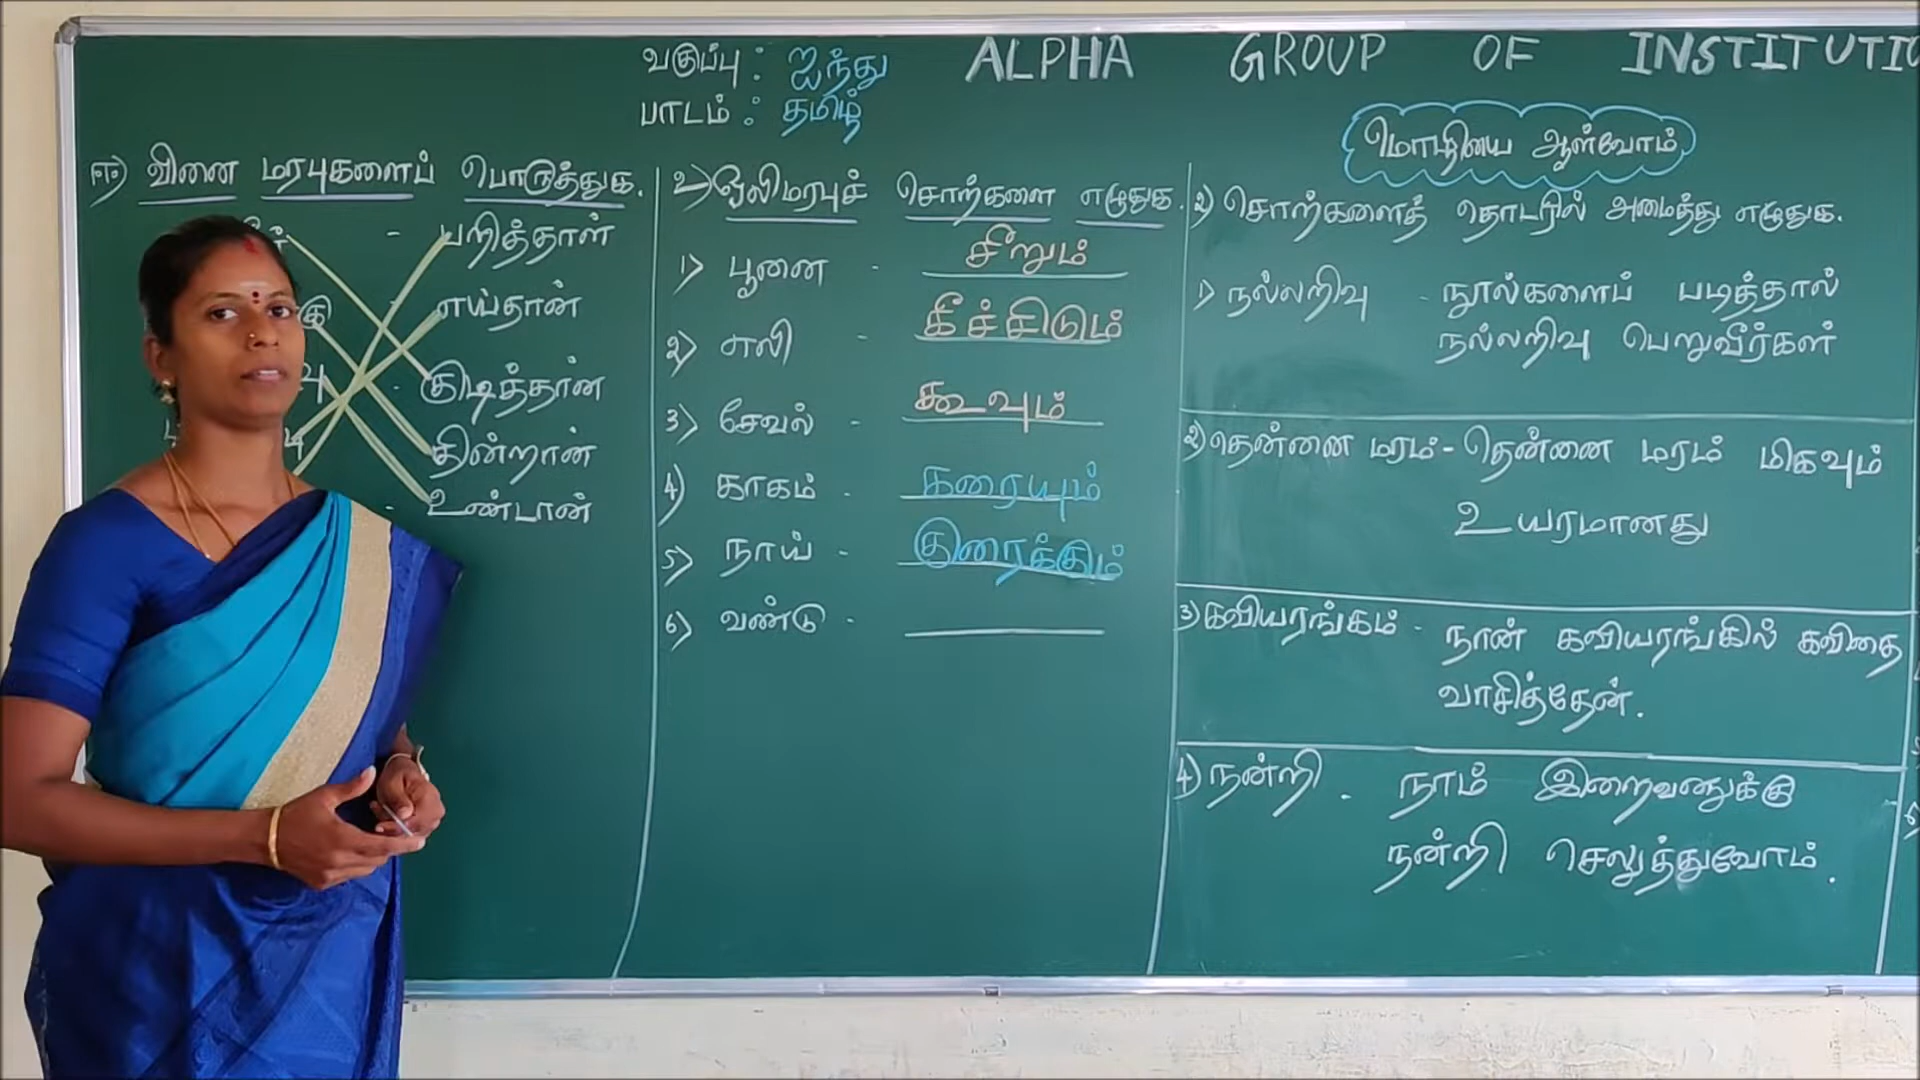 வகுப்பு : ஐந்து
பாடம் : தமிழ்
ALPHA GROUP OF INSTITUTIO
ஈ) வினை மரபுகளைப் பொருத்துக.
- பறித்தாள்
- எய்தான்
- குடித்தான்
- தின்றான்
- உண்டான்
உ) ஒலிமரபுச் சொற்களை எழுதுக.
1) பூனை - சீறும்
2) எலி - கீச்சிடும்
3) சேவல் - கூவும்
4) காகம் - கரையும்
5) நாய் - குரைக்கும்
6) வண்டு -
மொழியை ஆள்வோம்
2) சொற்களைத் தொடரில் அமைத்து எழுதுக.
1) நல்லறிவு - நூல்களைப் படித்தால்
நல்லறிவு பெறுவீர்கள்
2) தென்னை மரம் - தென்னை மரம் மிகவும்
உயரமானது
3) கவியரங்கம் - நான் கவியரங்கில் கவிதை
வாசித்தேன்.
4) நன்றி - நாம் இறைவனுக்கு
நன்றி செலுத்துவோம்.